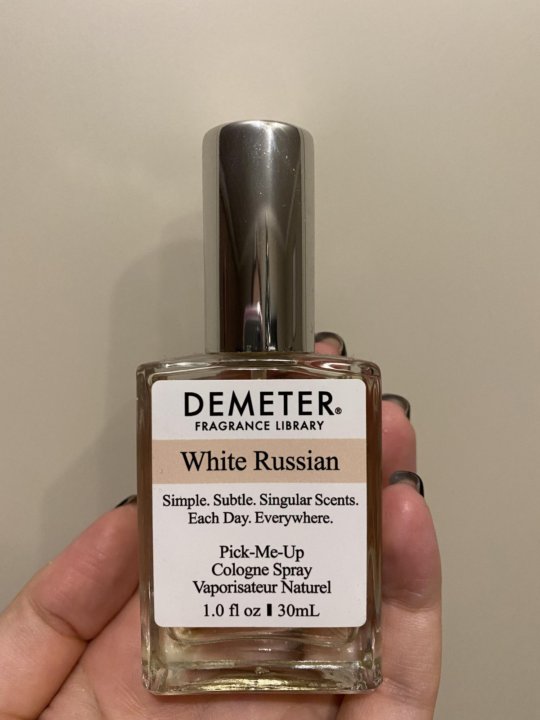 DEMETER®
FRAGRANCE LIBRARY
White Russian
Simple. Subtle. Singular Scents.
Each Day. Everywhere.
Pick-Me-Up
Cologne Spray
Vaporisateur Naturel
1.0 fl oz ▮ 30mL